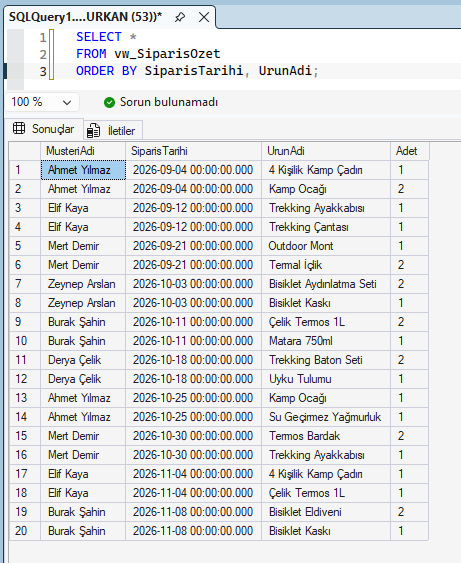 SQLQuery1....URKAN (53))*
1 SELECT *
2 FROM vw_SiparisOzet
3 ORDER BY SiparisTarihi, UrunAdi;
100 % Sorun bulunamadı
Sonuçlar İletiler
MusteriAdi SiparisTarihi UrunAdi Adet
1 Ahmet Yılmaz 2026-09-04 00:00:00.000 4 Kişilik Kamp Çadırı 1
2 Ahmet Yılmaz 2026-09-04 00:00:00.000 Kamp Ocağı 2
3 Elif Kaya 2026-09-12 00:00:00.000 Trekking Ayakkabısı 1
4 Elif Kaya 2026-09-12 00:00:00.000 Trekking Çantası 1
5 Mert Demir 2026-09-21 00:00:00.000 Outdoor Mont 1
6 Mert Demir 2026-09-21 00:00:00.000 Termal İçlik 2
7 Zeynep Arslan 2026-10-03 00:00:00.000 Bisiklet Aydınlatma Seti 2
8 Zeynep Arslan 2026-10-03 00:00:00.000 Bisiklet Kaskı 1
9 Burak Şahin 2026-10-11 00:00:00.000 Çelik Termos 1L 2
10 Burak Şahin 2026-10-11 00:00:00.000 Matara 750ml 1
11 Derya Çelik 2026-10-18 00:00:00.000 Trekking Baton Seti 2
12 Derya Çelik 2026-10-18 00:00:00.000 Uyku Tulumu 1
13 Ahmet Yılmaz 2026-10-25 00:00:00.000 Kamp Ocağı 1
14 Ahmet Yılmaz 2026-10-25 00:00:00.000 Su Geçirmez Yağmurluk 1
15 Mert Demir 2026-10-30 00:00:00.000 Termos Bardak 2
16 Mert Demir 2026-10-30 00:00:00.000 Trekking Ayakkabısı 1
17 Elif Kaya 2026-11-04 00:00:00.000 4 Kişilik Kamp Çadırı 1
18 Elif Kaya 2026-11-04 00:00:00.000 Çelik Termos 1L 1
19 Burak Şahin 2026-11-08 00:00:00.000 Bisiklet Eldiveni 2
20 Burak Şahin 2026-11-08 00:00:00.000 Bisiklet Kaskı 1